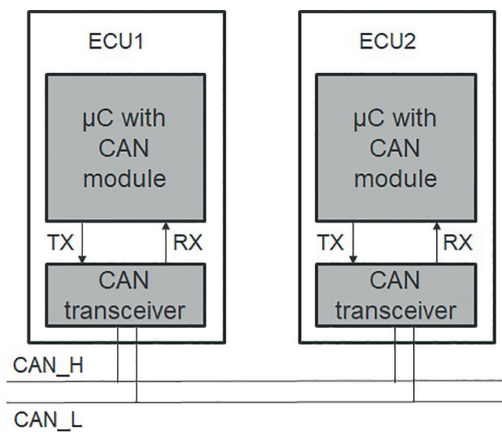 ECU1
µC with
CAN
module
TX
RX
CAN
transceiver
ECU2
µC with
CAN
module
TX
RX
CAN
transceiver
CAN_H
CAN_L